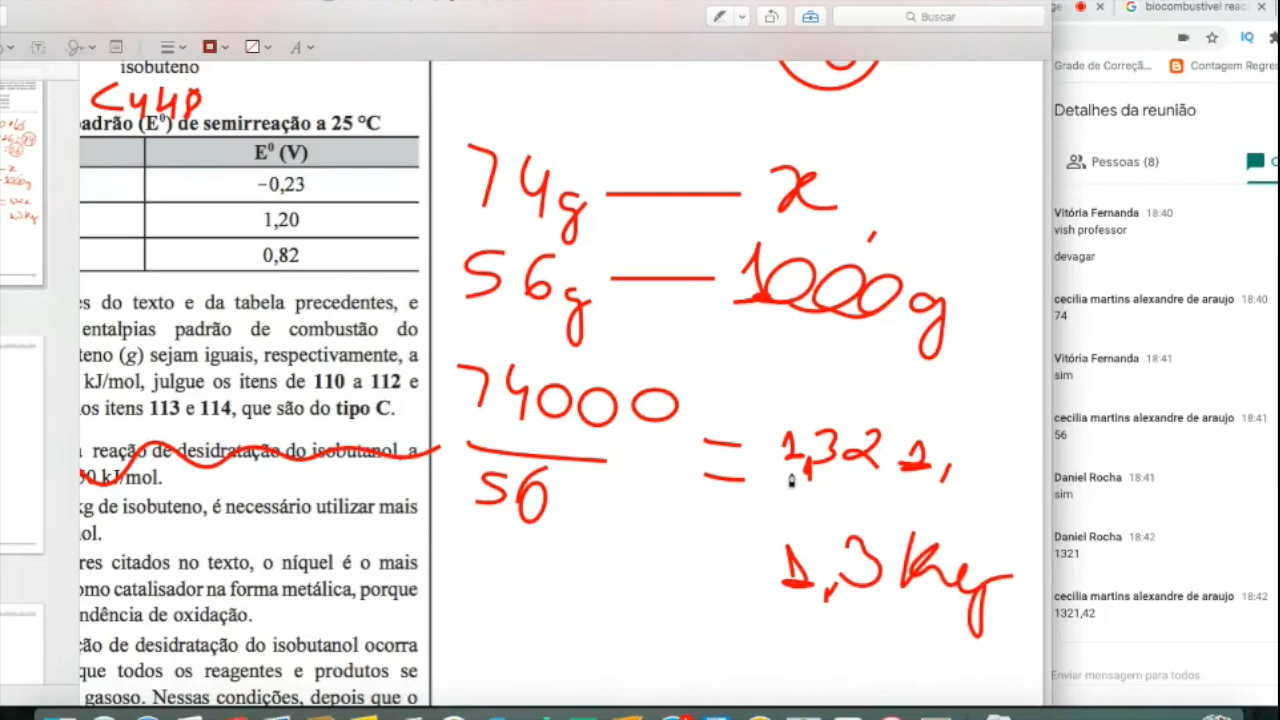 Buscar
biocombustivel reac
IQ
Grade de Correçã...
Contagem Regres
Detalhes da reunião
Pessoas (8)
isobuteno
C4H8
adrão (E⁰) de semirreação a 25 °C
E⁰ (V)
−0,23
1,20
0,82
es do texto e da tabela precedentes, e
entalpias padrão de combustão do
teno (g) sejam iguais, respectivamente, a
kJ/mol, julgue os itens de 110 a 112 e
os itens 113 e 114, que são do tipo C.
reação de desidratação do isobutanol a
kJ/mol.
kg de isobuteno, é necessário utilizar mais
ol.
res citados no texto, o níquel é o mais
omo catalisador na forma metálica, porque
ndência de oxidação.
ção de desidratação do isobutanol ocorra
que todos os reagentes e produtos se
gasoso. Nessas condições, depois que o
74g — x
56g — 1000g
74000
56
= 1,321,
1,3 Kg
Vitória Fernanda 18:40
vish professor
devagar
cecilia martins alexandre de araujo 18:40
74
Vitória Fernanda 18:41
sim
cecilia martins alexandre de araujo 18:41
56
Daniel Rocha 18:41
sim
Daniel Rocha 18:42
1321
cecilia martins alexandre de araujo 18:42
1321,42
Enviar mensagem para todos